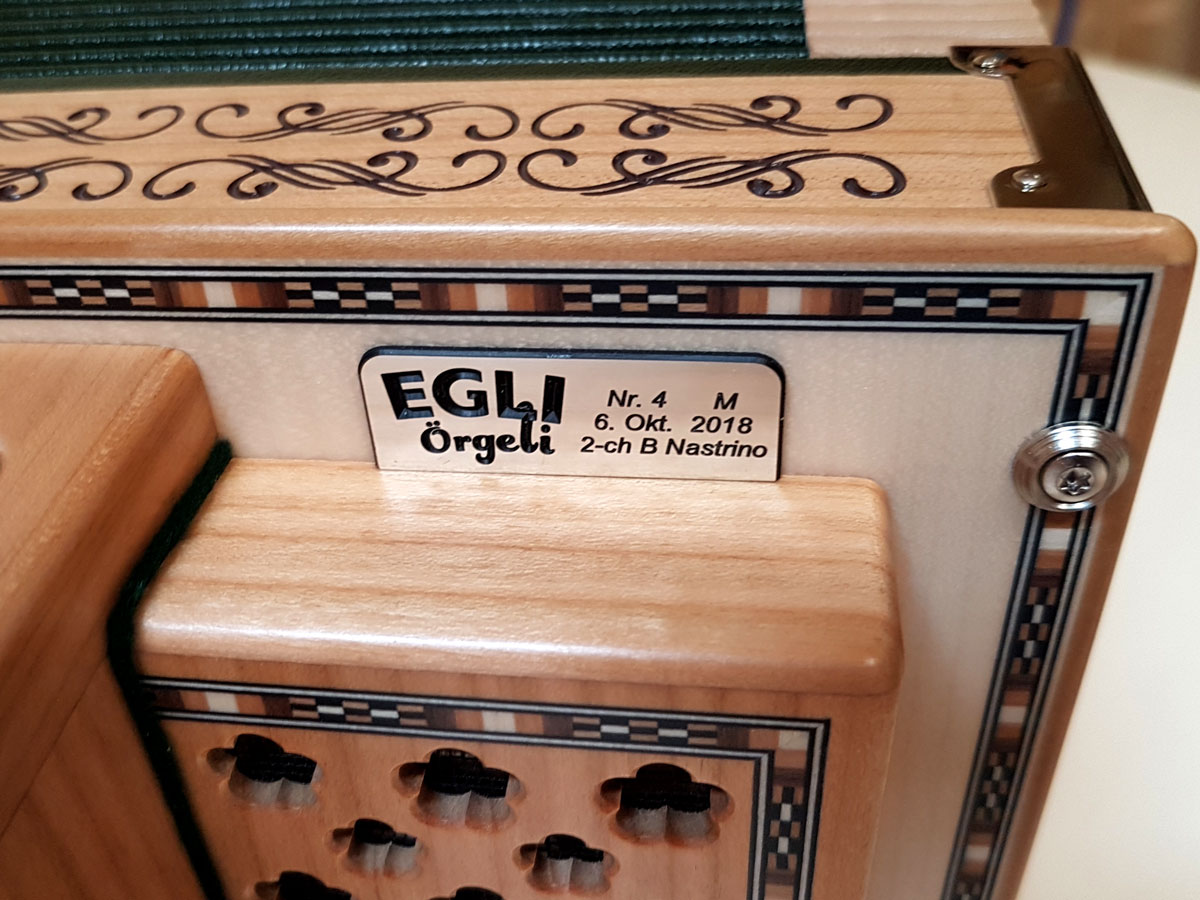 EGLI
Örgeli
Nr. 4 M
6. Okt. 2018
2-ch B Nastrino